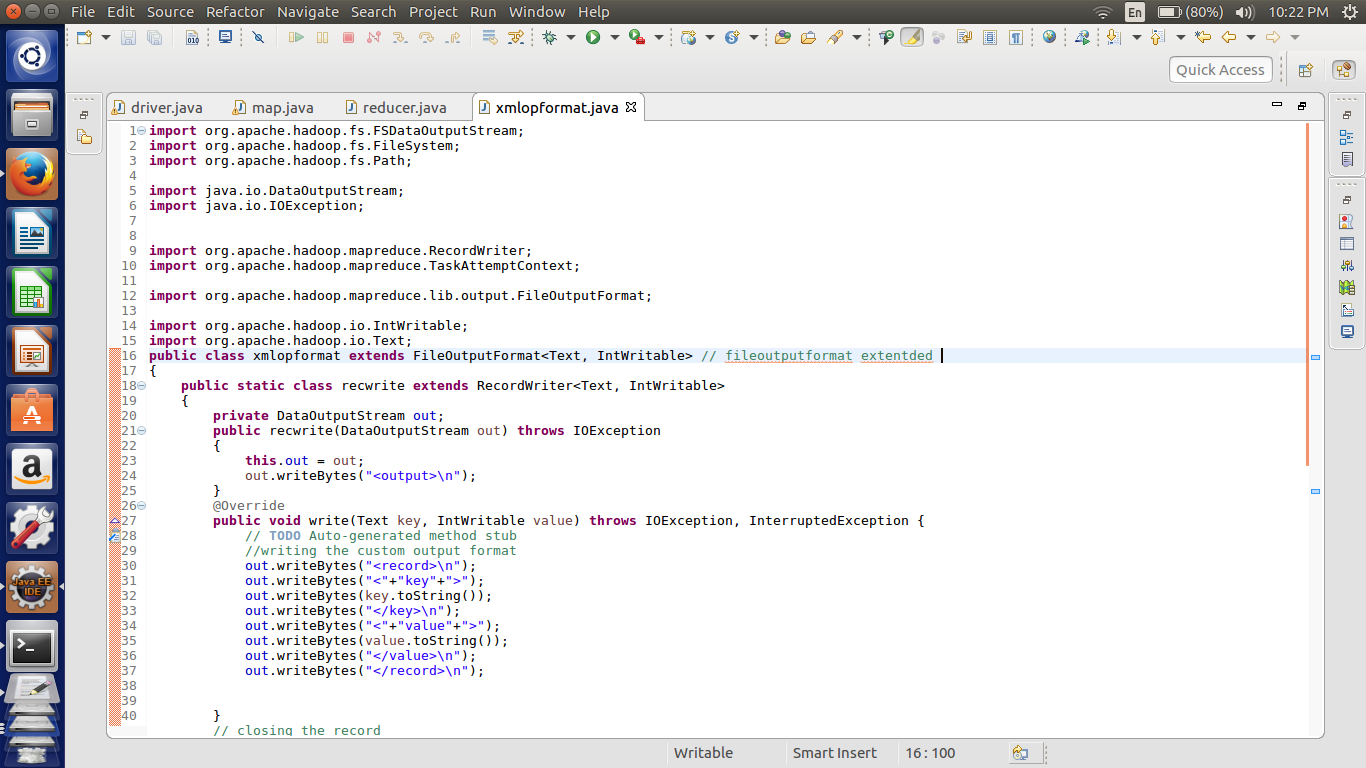 File Edit Source Refactor Navigate Search Project Run Window Help En (80%) 10:22 PM
Quick Access
driver.java map.java reducer.java xmlopformat.java
1 import org.apache.hadoop.fs.FSDataOutputStream;
2 import org.apache.hadoop.fs.FileSystem;
3 import org.apache.hadoop.fs.Path;
4
5 import java.io.DataOutputStream;
6 import java.io.IOException;
7
8
9 import org.apache.hadoop.mapreduce.RecordWriter;
10 import org.apache.hadoop.mapreduce.TaskAttemptContext;
11
12 import org.apache.hadoop.mapreduce.lib.output.FileOutputFormat;
13
14 import org.apache.hadoop.io.IntWritable;
15 import org.apache.hadoop.io.Text;
16 public class xmlopformat extends FileOutputFormat<Text, IntWritable> // fileoutputformat extentded
17 {
18 public static class recwrite extends RecordWriter<Text, IntWritable>
19 {
20 private DataOutputStream out;
21 public recwrite(DataOutputStream out) throws IOException
22 {
23 this.out = out;
24 out.writeBytes("<output>\n");
25 }
26 @Override
27 public void write(Text key, IntWritable value) throws IOException, InterruptedException {
28 // TODO Auto-generated method stub
29 //writing the custom output format
30 out.writeBytes("<record>\n");
31 out.writeBytes("<"+"key"+">");
32 out.writeBytes(key.toString());
33 out.writeBytes("</key>\n");
34 out.writeBytes("<"+"value"+">");
35 out.writeBytes(value.toString());
36 out.writeBytes("</value>\n");
37 out.writeBytes("</record>\n");
38
39
40 }
// closing the record
Writable Smart Insert 16 : 100
Java EE
IDE